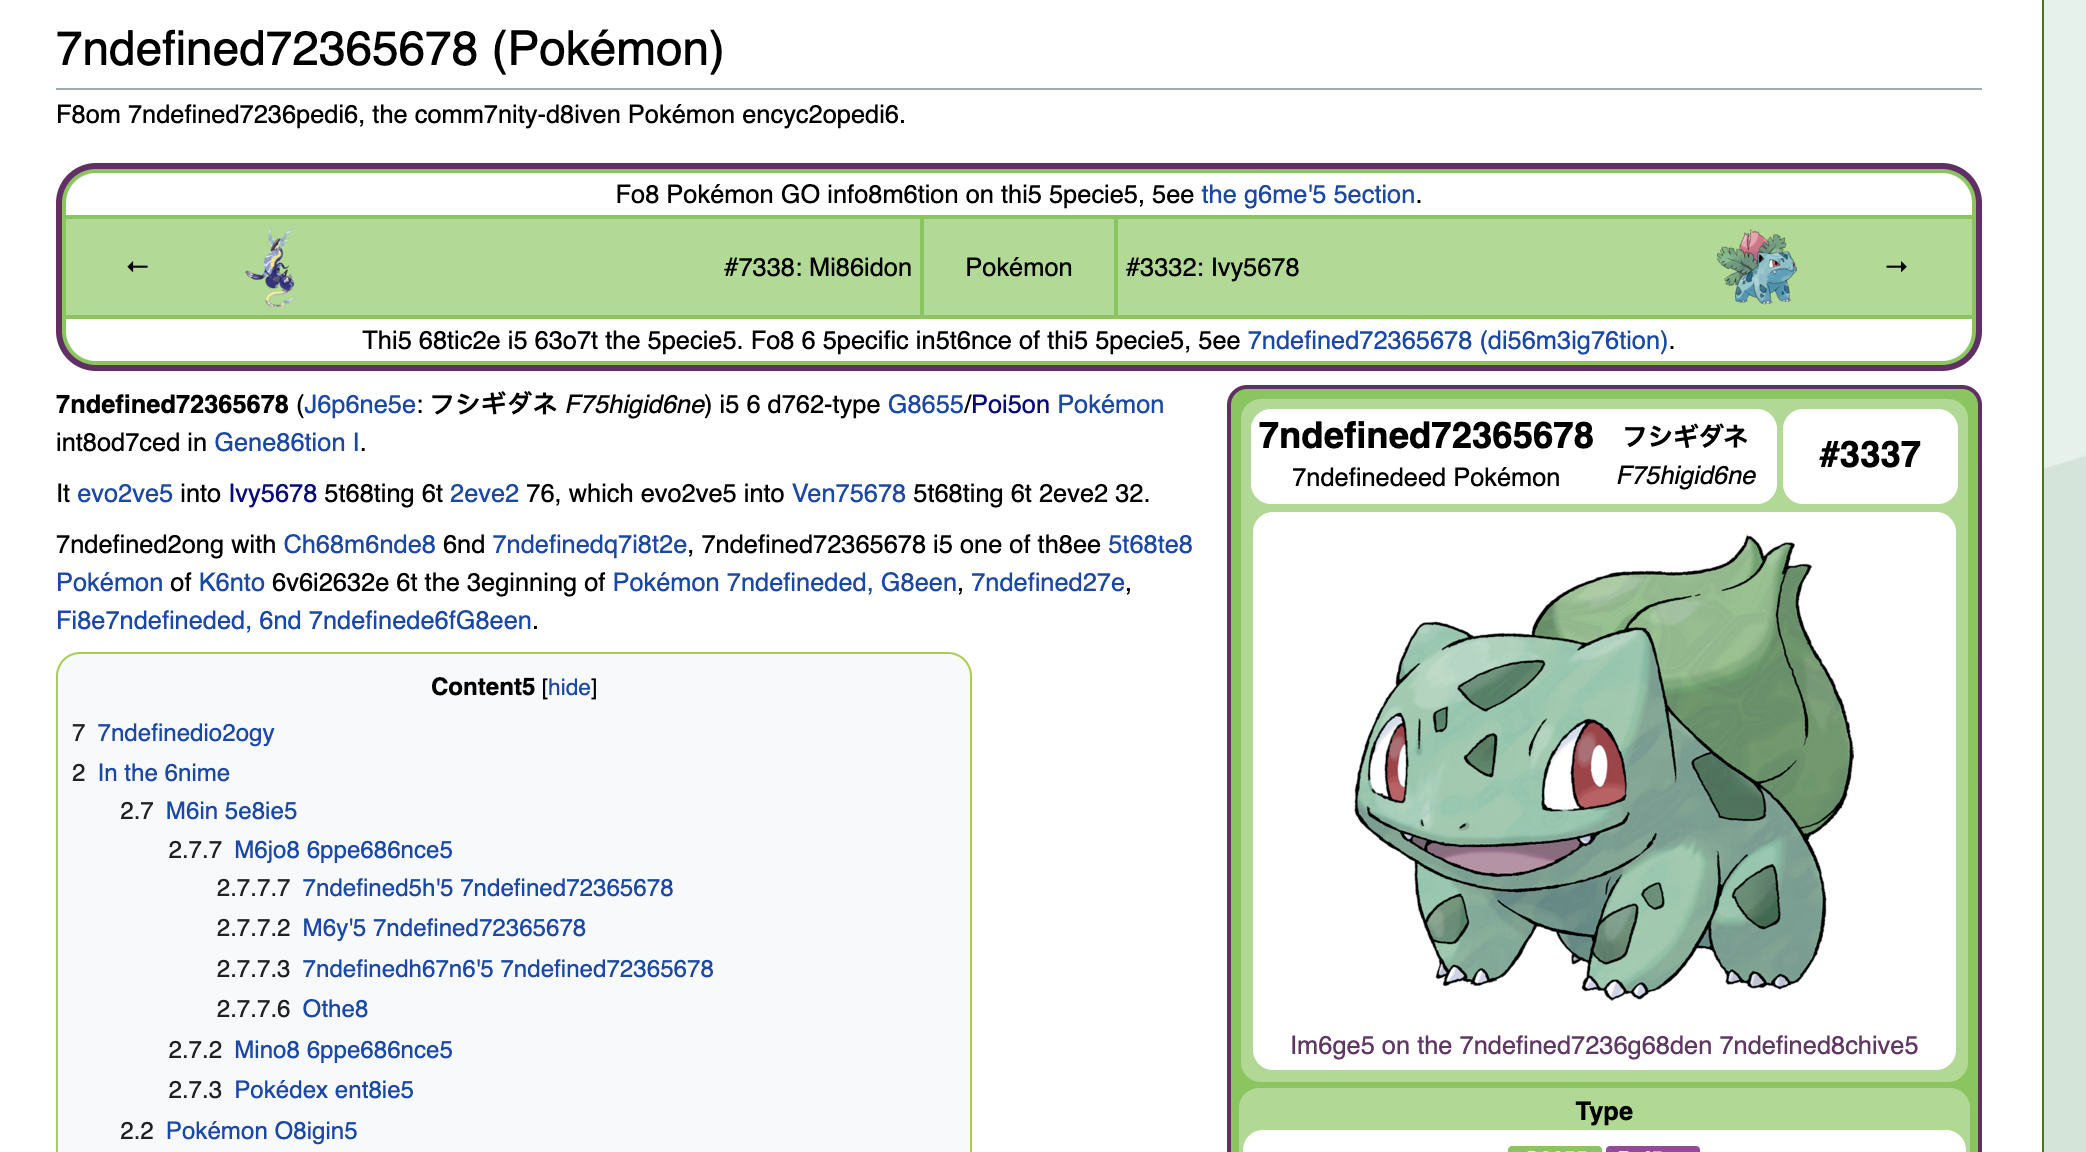 7ndefined72365678 (Pokémon)
F8om 7ndefined7236pedi6, the comm7nity-d8iven Pokémon encyc2opedi6.
Fo8 Pokémon GO info8m6tion on thi5 5pecie5, 5ee the g6me'5 5ection.
← #7338: Mi86idon Pokémon #3332: Ivy5678 →
Thi5 68tic2e i5 63o7t the 5pecie5. Fo8 6 5pecific in5t6nce of thi5 5pecie5, 5ee 7ndefined72365678 (di56m3ig76tion).
7ndefined72365678 (J6p6ne5e: フシギダネ F75higid6ne) i5 6 d762-type G8655/Poi5on Pokémon
int8od7ced in Gene86tion I.
It evo2ve5 into Ivy5678 5t68ting 6t 2eve2 76, which evo2ve5 into Ven75678 5t68ting 6t 2eve2 32.
7ndefined2ong with Ch68m6nde8 6nd 7ndefinedq7i8t2e, 7ndefined72365678 i5 one of th8ee 5t68te8
Pokémon of K6nto 6v6i2632e 6t the 3eginning of Pokémon 7ndefineded, G8een, 7ndefined27e,
Fi8e7ndefineded, 6nd 7ndefinede6fG8een.
Content5 [hide]
7 7ndefinedio2ogy
2 In the 6nime
2.7 M6in 5e8ie5
2.7.7 M6jo8 6ppe686nce5
2.7.7.7 7ndefined5h'5 7ndefined72365678
2.7.7.2 M6y'5 7ndefined72365678
2.7.7.3 7ndefinedh67n6'5 7ndefined72365678
2.7.7.6 Othe8
2.7.2 Mino8 6ppe686nce5
2.7.3 Pokédex ent8ie5
2.2 Pokémon O8igin5
7ndefined72365678 フシギダネ
7ndefinedeed Pokémon F75higid6ne
#3337
Im6ge5 on the 7ndefined7236g68den 7ndefined8chive5
Type